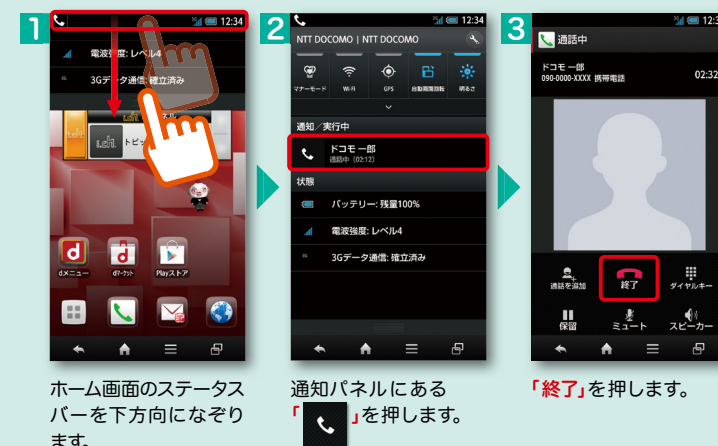 1
12:34
電波強度: レベル4
3Gデータ通信: 確立済み
dメニュー
dマーケット
Playストア
ホーム画面のステータス
バーを下方向になぞり
ます。
2
12:34
NTT DOCOMO | NTT DOCOMO
マナーモード Wi-Fi GPS 自動画面回転 明るさ
通知／実行中
ドコモ 一郎
通話中 (02:12)
状態
バッテリー: 残量100%
電波強度: レベル4
3G
3Gデータ通信: 確立済み
通知パネルにある
「 」を押します。
3
通話中
ドコモ 一郎
090-0000-XXXX 携帯電話
02:32
通話を追加 終了 ダイヤルキー
保留 ミュート スピーカー
「終了」を押します。